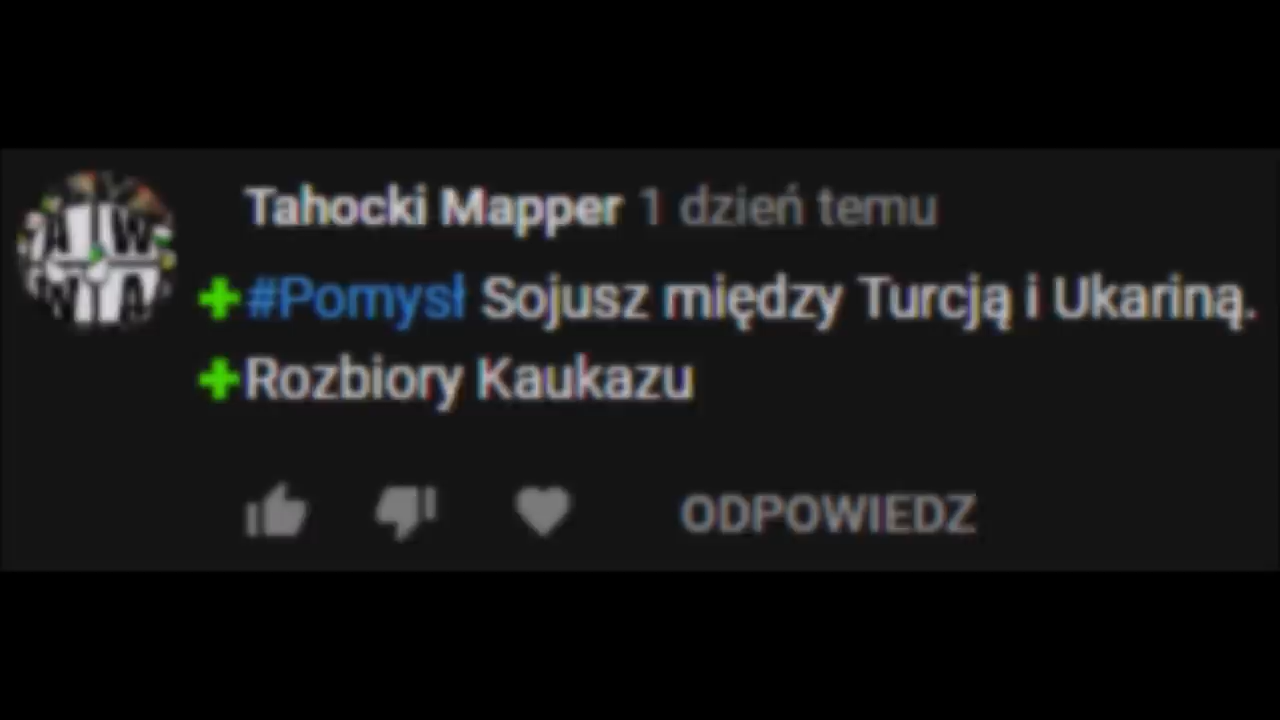 Tahocki Mapper 1 dzień temu
#Pomysł Sojusz między Turcją i Ukariną.
Rozbiory Kaukazu
ODPOWIEDZ